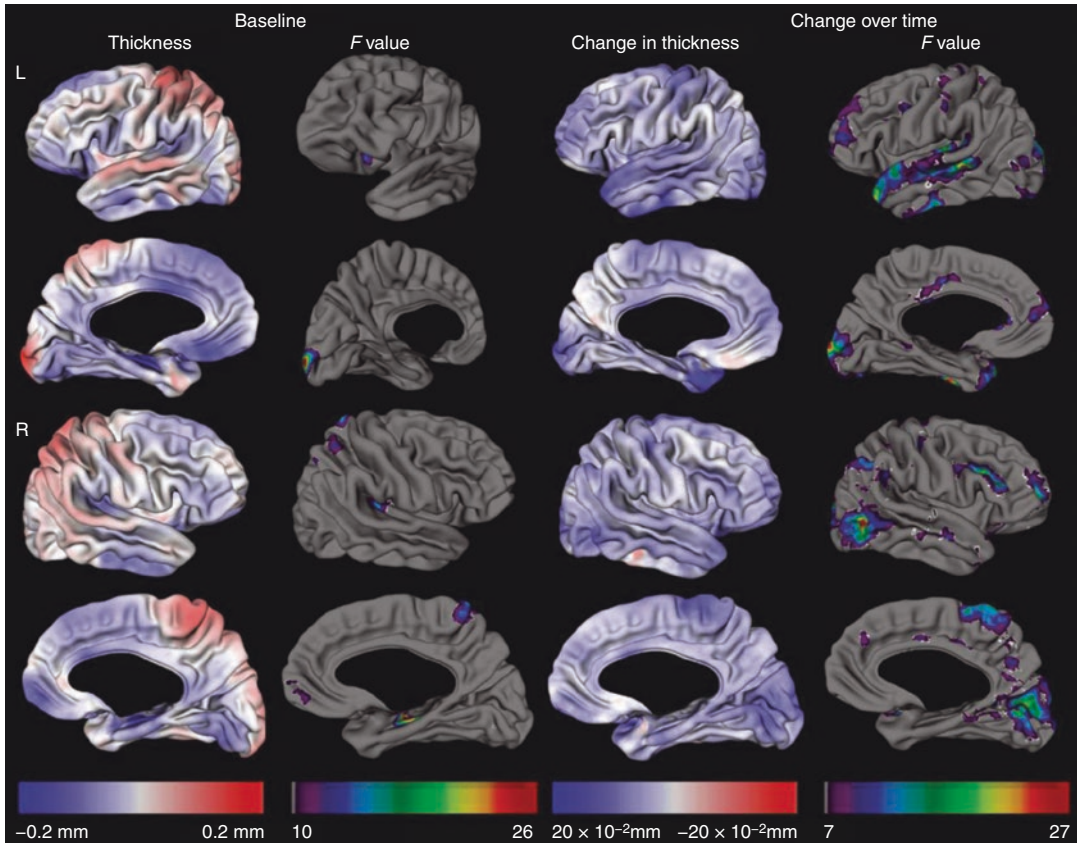 Baseline
Change over time
Thickness
F value
Change in thickness
F value
L
R
−0.2 mm
0.2 mm
10
26
20 × 10⁻²mm
−20 × 10⁻²mm
7
27